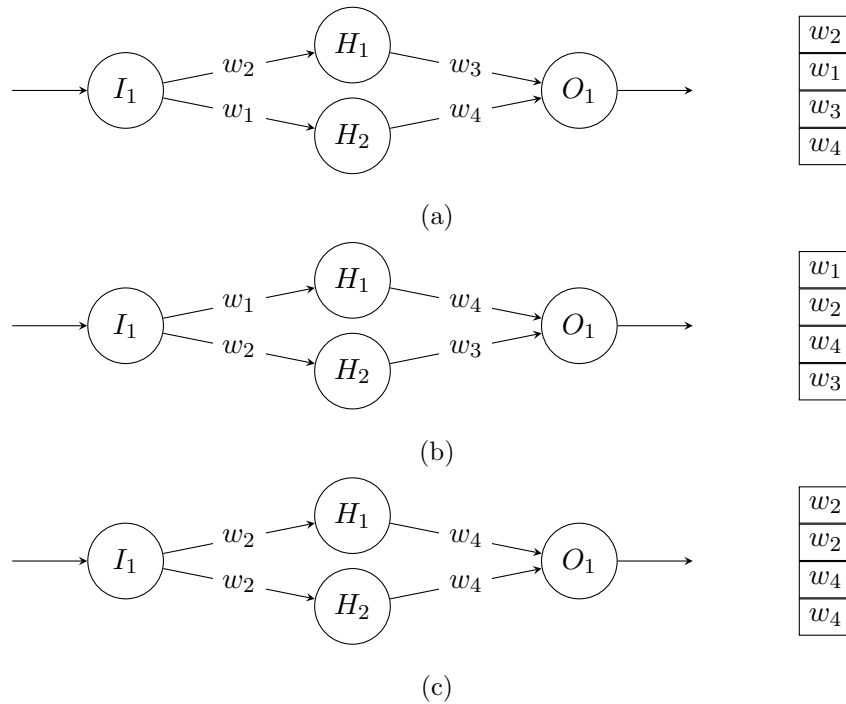 I₁ w₂ H₁ w₃ O₁ w₂
w₁ H₂ w₄ w₁
w₃
w₄
(a)
I₁ w₁ H₁ w₄ O₁ w₁
w₂ H₂ w₃ w₂
w₄
w₃
(b)
I₁ w₂ H₁ w₄ O₁ w₂
w₂ H₂ w₄ w₂
w₄
w₄
(c)